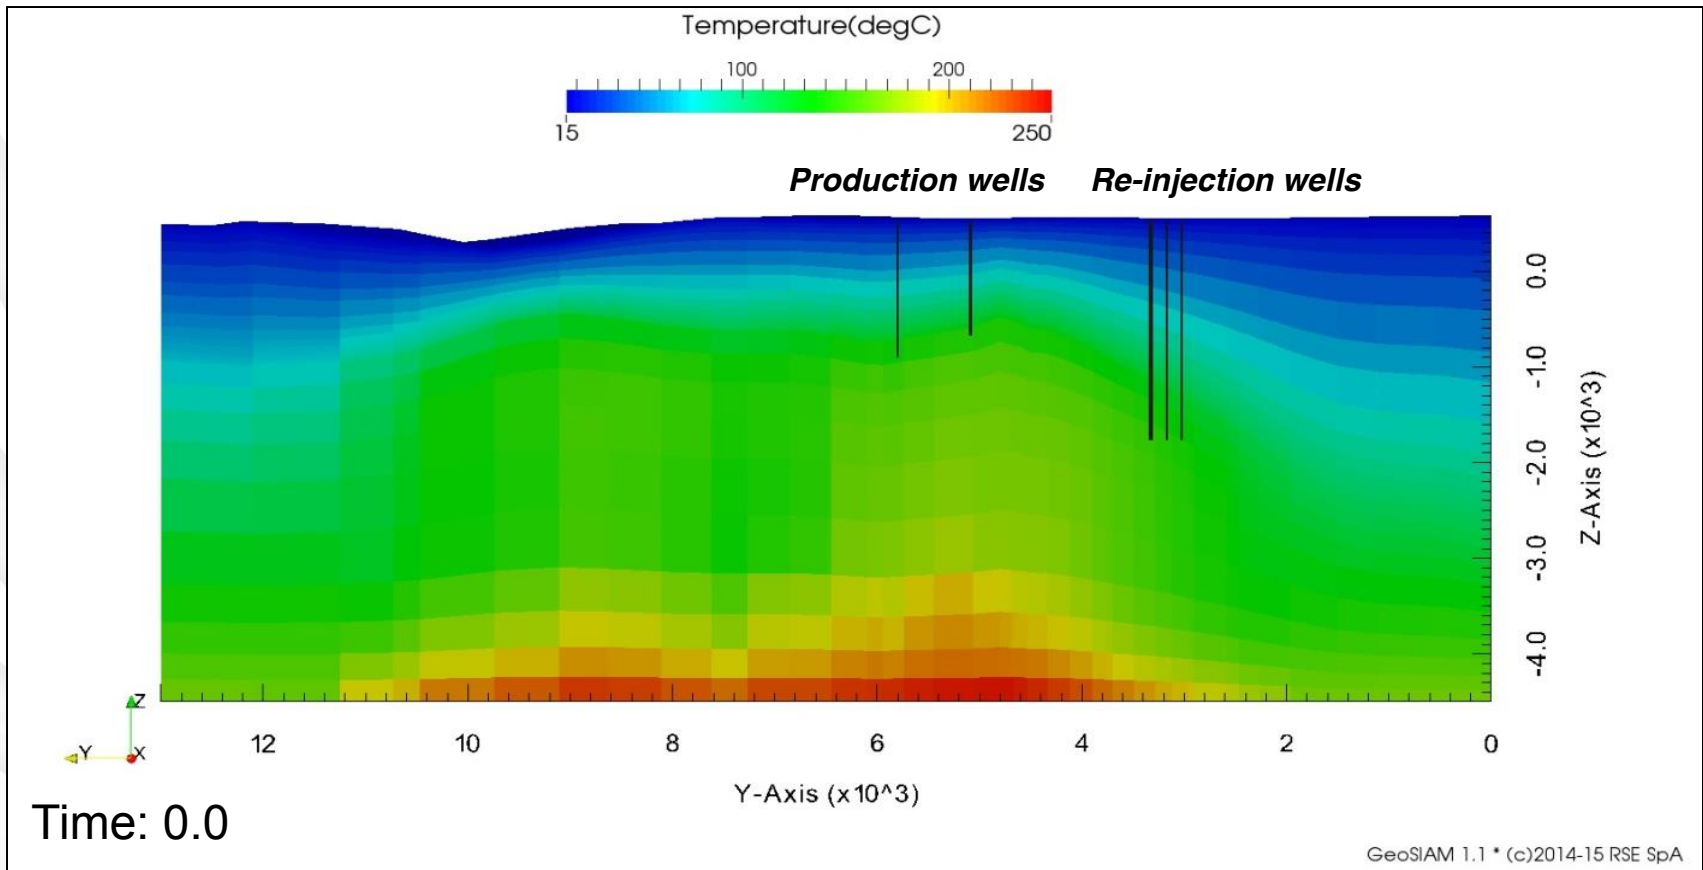 Temperature(degC)
100 200
15 250
Production wells Re-injection wells
0.0
-1.0
-2.0
-3.0
-4.0
Z-Axis (x10^3)
Z
Y X
12 10 8 6 4 2 0
Y-Axis (x10^3)
Time: 0.0
GeoSIAM 1.1 * (c)2014-15 RSE SpA